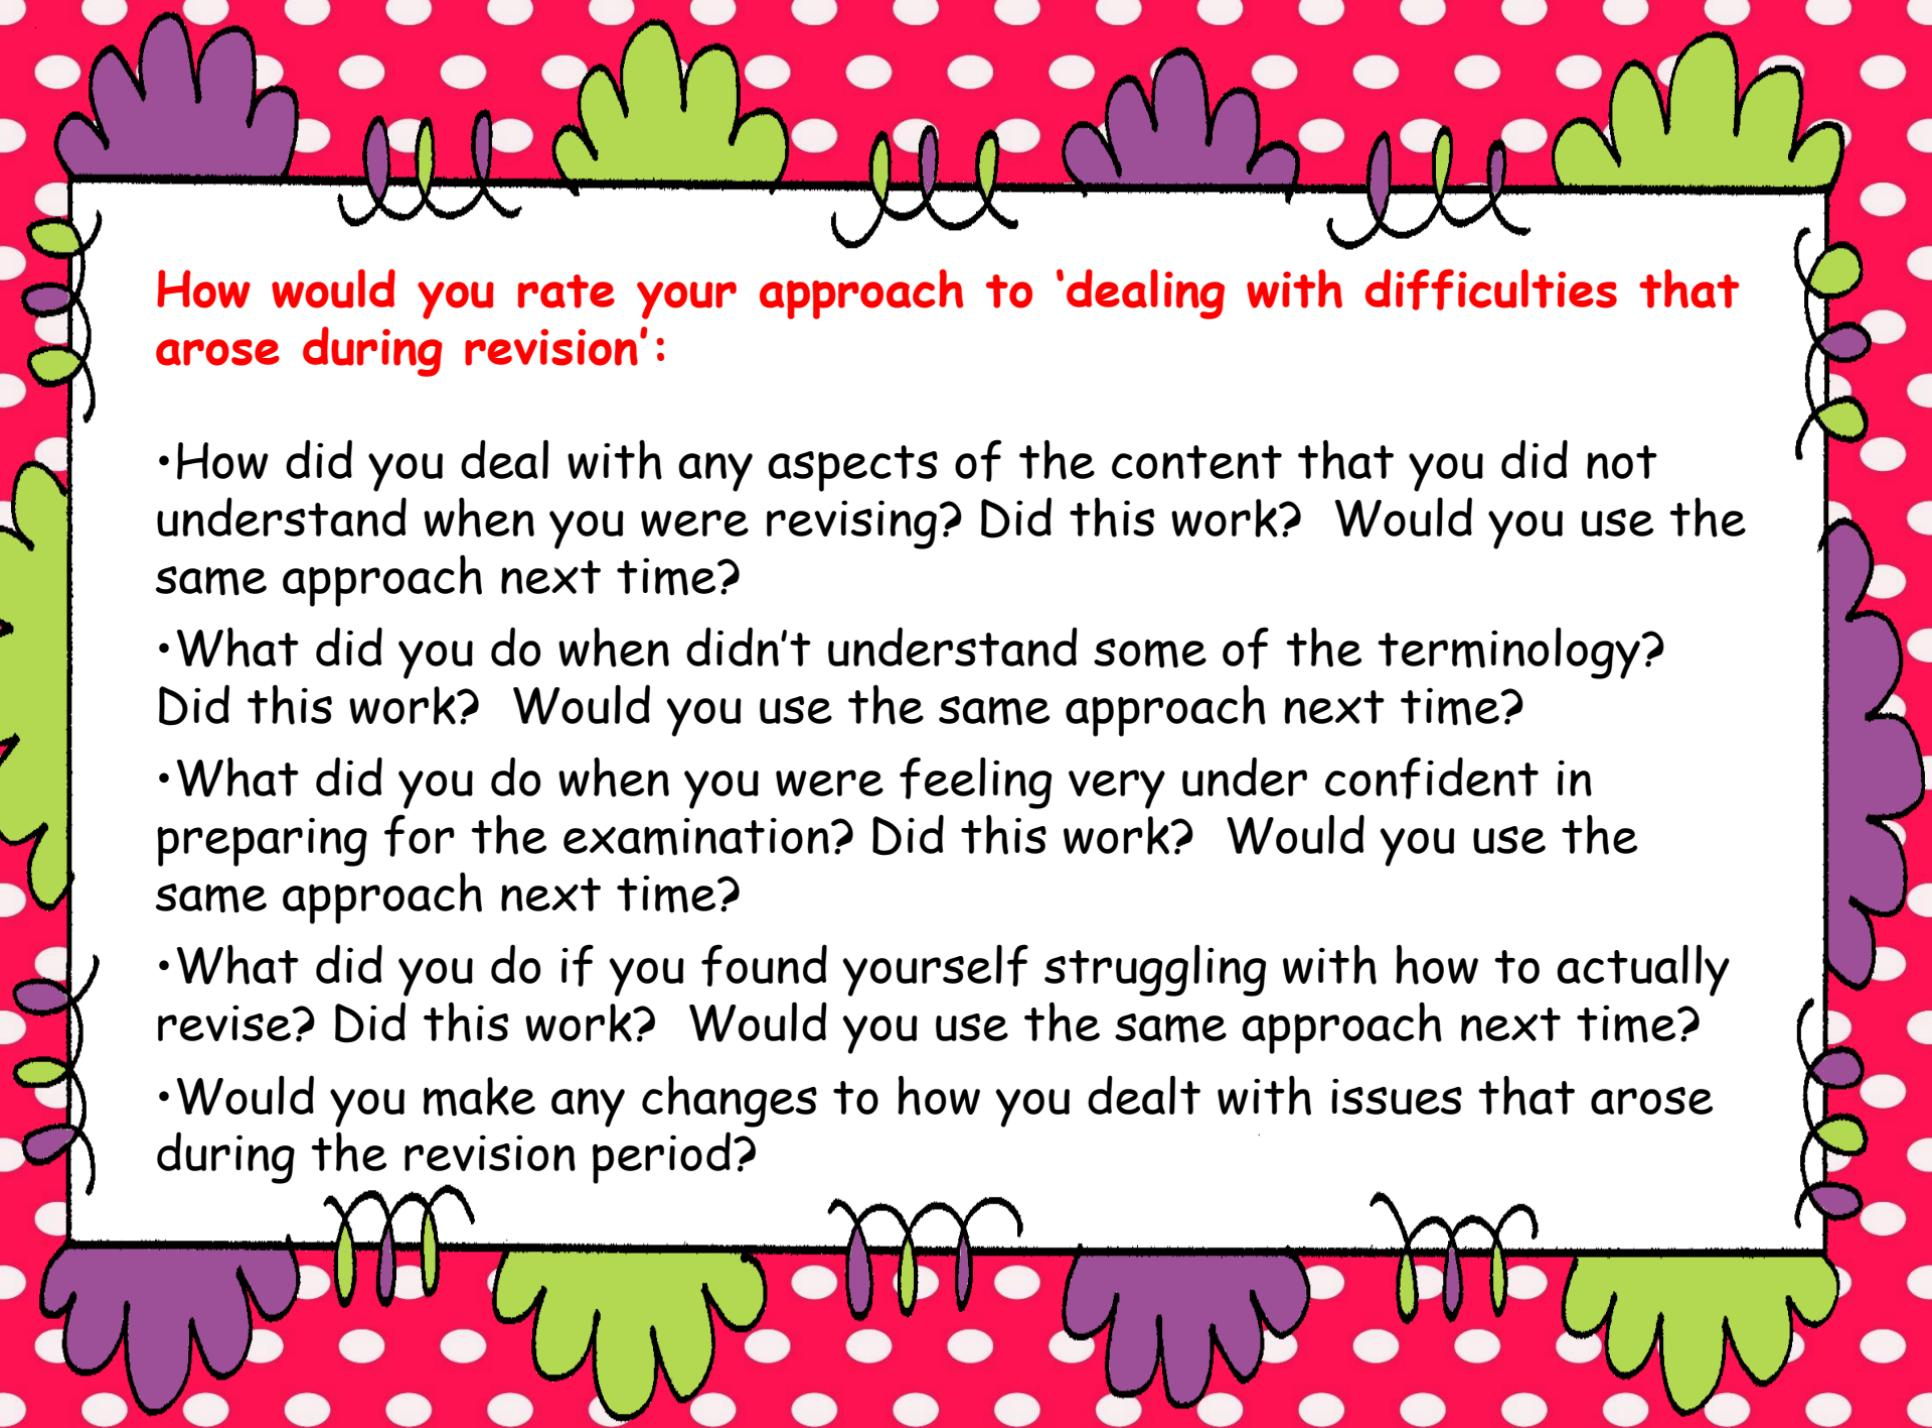 How would you rate your approach to ‘dealing with difficulties that
arose during revision’:
•How did you deal with any aspects of the content that you did not
understand when you were revising? Did this work?  Would you use the
same approach next time?
•What did you do when didn’t understand some of the terminology?
Did this work?  Would you use the same approach next time?
•What did you do when you were feeling very under confident in
preparing for the examination? Did this work?  Would you use the
same approach next time?
•What did you do if you found yourself struggling with how to actually
revise? Did this work?  Would you use the same approach next time?
•Would you make any changes to how you dealt with issues that arose
during the revision period?